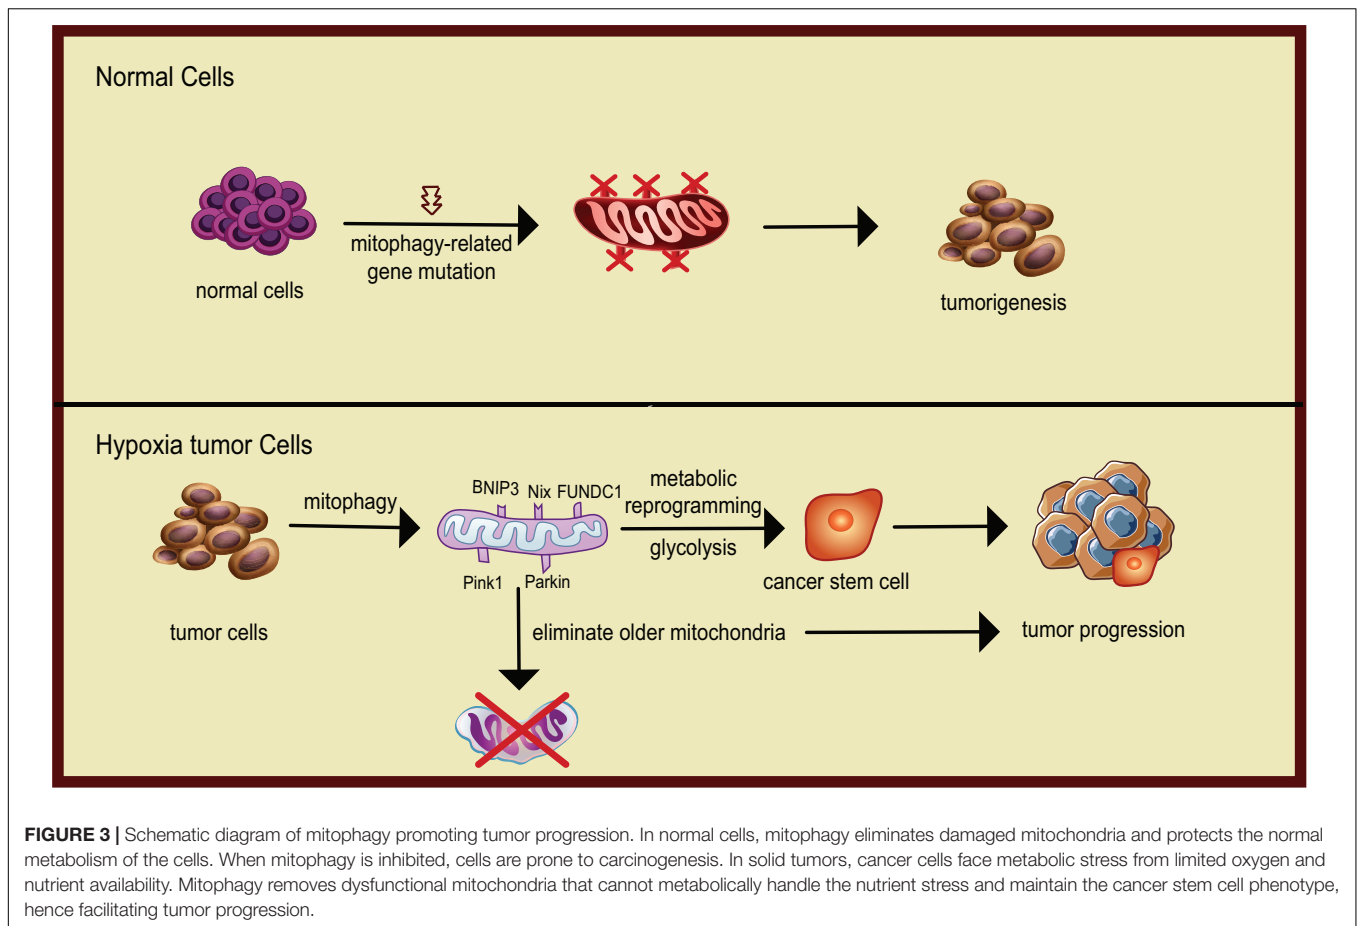 Normal Cells
mitophagy-related
gene mutation
normal cells
tumorigenesis
Hypoxia tumor Cells
mitophagy
BNIP3 Nix FUNDC1
metabolic
reprogramming
glycolysis
Pink1 Parkin
cancer stem cell
tumor cells
eliminate older mitochondria
tumor progression
FIGURE 3 | Schematic diagram of mitophagy promoting tumor progression. In normal cells, mitophagy eliminates damaged mitochondria and protects the normal
metabolism of the cells. When mitophagy is inhibited, cells are prone to carcinogenesis. In solid tumors, cancer cells face metabolic stress from limited oxygen and
nutrient availability. Mitophagy removes dysfunctional mitochondria that cannot metabolically handle the nutrient stress and maintain the cancer stem cell phenotype,
hence facilitating tumor progression.